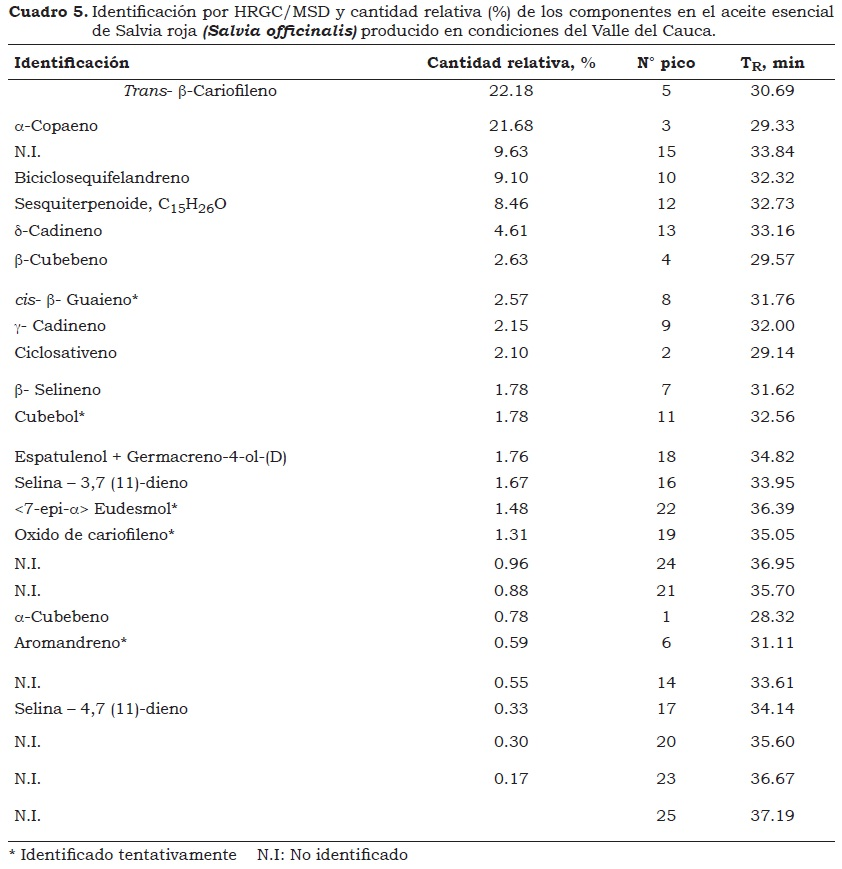 Cuadro 5. Identificación por HRGC/MSD y cantidad relativa (%) de los componentes en el aceite esencial
de Salvia roja (Salvia officinalis) producido en condiciones del Valle del Cauca.
Identificación Cantidad relativa, % N° pico TR, min
Trans- β-Cariofileno 22.18 5 30.69
α-Copaeno 21.68 3 29.33
N.I. 9.63 15 33.84
Biciclosequifelandreno 9.10 10 32.32
Sesquiterpenoide, C15H26O 8.46 12 32.73
δ-Cadineno 4.61 13 33.16
β-Cubebeno 2.63 4 29.57
cis- β- Guaieno* 2.57 8 31.76
γ- Cadineno 2.15 9 32.00
Ciclosativeno 2.10 2 29.14
β- Selineno 1.78 7 31.62
Cubebol* 1.78 11 32.56
Espatulenol + Germacreno-4-ol-(D) 1.76 18 34.82
Selina – 3,7 (11)-dieno 1.67 16 33.95
<7-epi-α> Eudesmol* 1.48 22 36.39
Oxido de cariofileno* 1.31 19 35.05
N.I. 0.96 24 36.95
N.I. 0.88 21 35.70
α-Cubebeno 0.78 1 28.32
Aromandreno* 0.59 6 31.11
N.I. 0.55 14 33.61
Selina – 4,7 (11)-dieno 0.33 17 34.14
N.I. 0.30 20 35.60
N.I. 0.17 23 36.67
N.I. 25 37.19
* Identificado tentativamente N.I: No identificado